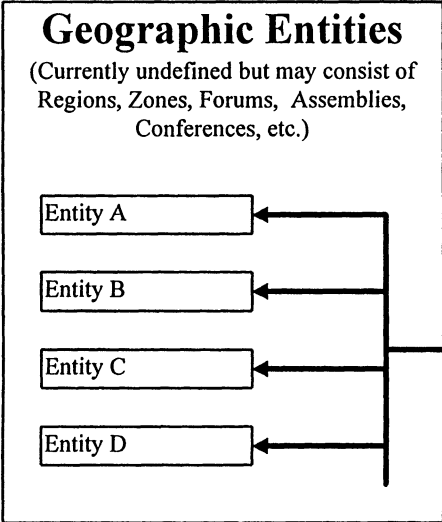 Geographic Entities
(Currently undefined but may consist of
Regions, Zones, Forums, Assemblies,
Conferences, etc.)
Entity A
Entity B
Entity C
Entity D